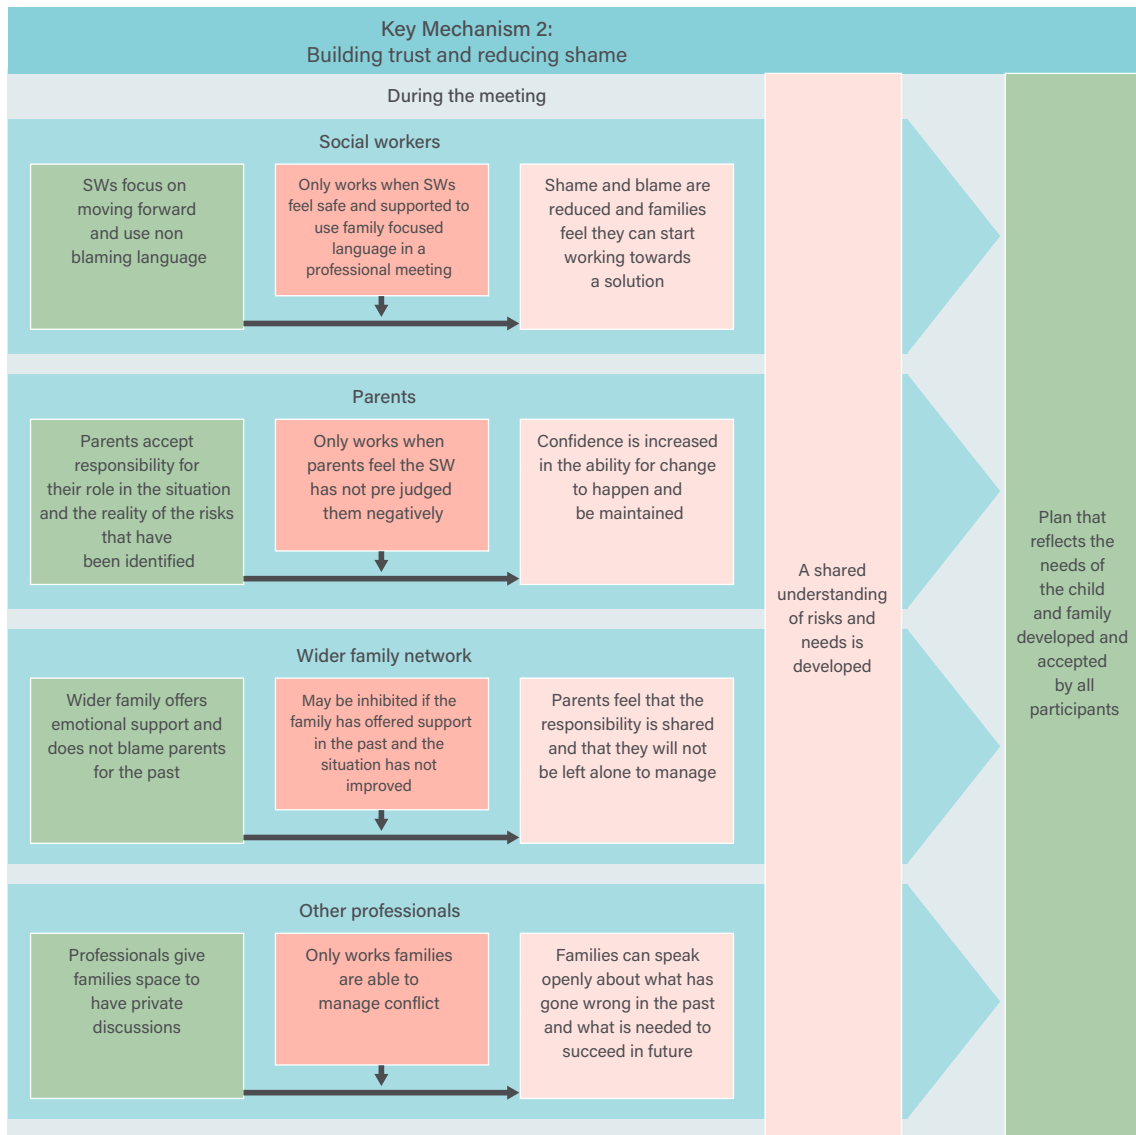 Key Mechanism 2:
Building trust and reducing shame
During the meeting
Social workers
SWs focus on
moving forward
and use non
blaming language
Only works when SWs
feel safe and supported to
use family focused
language in a
professional meeting
Shame and blame are
reduced and families
feel they can start
working towards
a solution
Parents
Parents accept
responsibility for
their role in the situation
and the reality of the risks
that have
been identified
Only works when
parents feel the SW
has not pre judged
them negatively
Confidence is increased
in the ability for change
to happen and
be maintained
Wider family network
Wider family offers
emotional support and
does not blame parents
for the past
May be inhibited if the
family has offered support
in the past and the
situation has not
improved
Parents feel that the
responsibility is shared
and that they will not
be left alone to manage
Other professionals
Professionals give
families space to
have private
discussions
Only works families
are able to
manage conflict
Families can speak
openly about what has
gone wrong in the past
and what is needed to
succeed in future
A shared
understanding
of risks and
needs is
developed
Plan that
reflects the
needs of
the child
and family
developed and
accepted
by all
participants